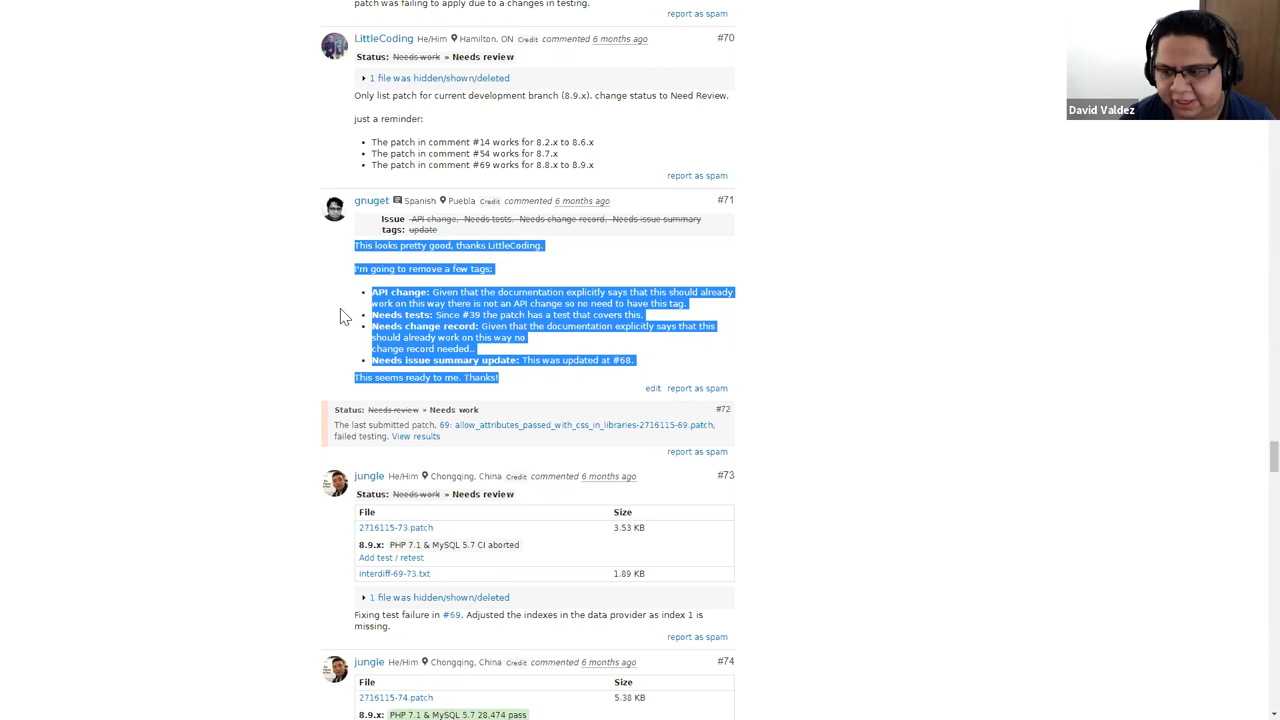 patch was failing to apply due to a changes in testing.
report as spam
LittleCoding He/Him Hamilton, ON Credit commented 6 months ago #70
Status: Needs work » Needs review
1 file was hidden/shown/deleted
Only list patch for current development branch (8.9.x). change status to Need Review.
just a reminder:
• The patch in comment #14 works for 8.2.x to 8.6.x
• The patch in comment #54 works for 8.7.x
• The patch in comment #69 works for 8.8.x to 8.9.x
report as spam
gnuget Spanish Puebla Credit commented 6 months ago #71
Issue API change, Needs tests, Needs change record, Needs issue summary
tags: update
This looks pretty good, thanks LittleCoding.
I'm going to remove a few tags:
• API change: Given that the documentation explicitly says that this should already
work on this way there is not an API change so no need to have this tag.
• Needs tests: Since #39 the patch has a test that covers this.
• Needs change record: Given that the documentation explicitly says that this
should already work on this way no
change record needed..
• Needs issue summary update: This was updated at #68.
This seems ready to me. Thanks!
edit report as spam
Status: Needs review » Needs work #72
The last submitted patch, 69: allow_attributes_passed_with_css_in_libraries-2716115-69.patch,
failed testing. View results
report as spam
jungle He/Him Chongqing, China Credit commented 6 months ago #73
Status: Needs work » Needs review
File Size
2716115-73.patch 3.53 KB
8.9.x: PHP 7.1 & MySQL 5.7 CI aborted
Add test / retest
interdiff-69-73.txt 1.89 KB
1 file was hidden/shown/deleted
Fixing test failure in #69. Adjusted the indexes in the data provider as index 1 is
missing.
report as spam
jungle He/Him Chongqing, China Credit commented 6 months ago #74
File Size
2716115-74.patch 5.38 KB
8.9.x: PHP 7.1 & MySQL 5.7 28,474 pass
David Valdez